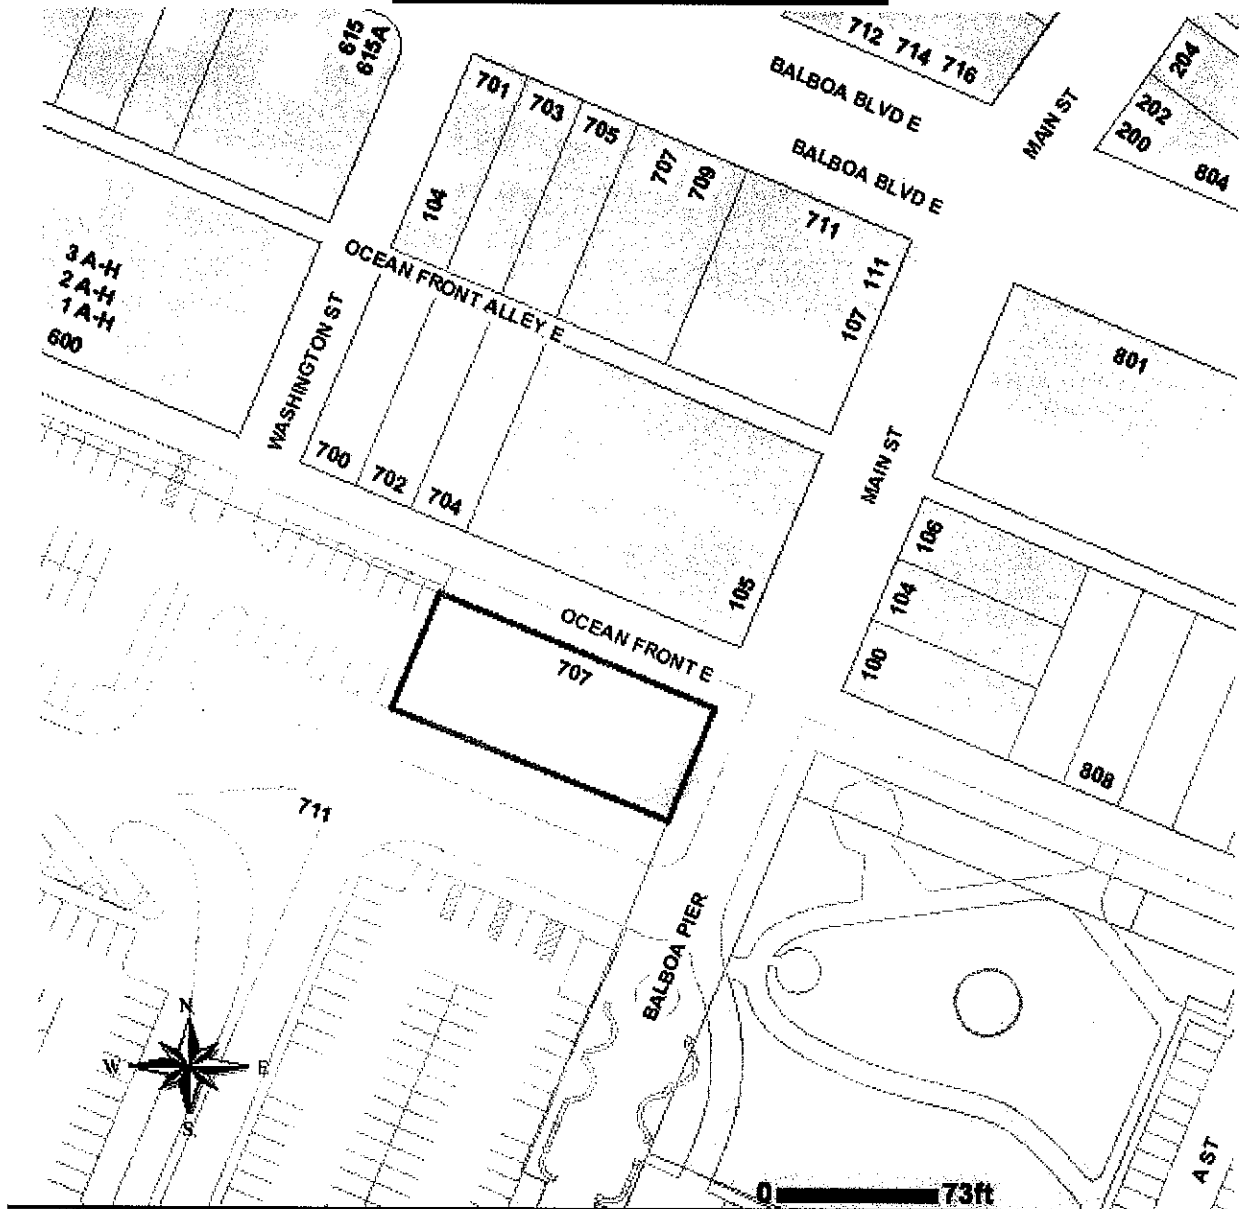 615
615A
712 714 716
BALBOA BLVD E
MAIN ST
204
202
200
804
701
703
705
707
709
BALBOA BLVD E
711
104
111
107
OCEAN FRONT ALLEY E
3 A-H
2 A-H
1 A-H
600
WASHINGTON ST
801
MAIN ST
700
702
704
105
106
104
100
OCEAN FRONT E
707
808
711
BALBOA PIER
N
W
E
S
A ST
0
73ft